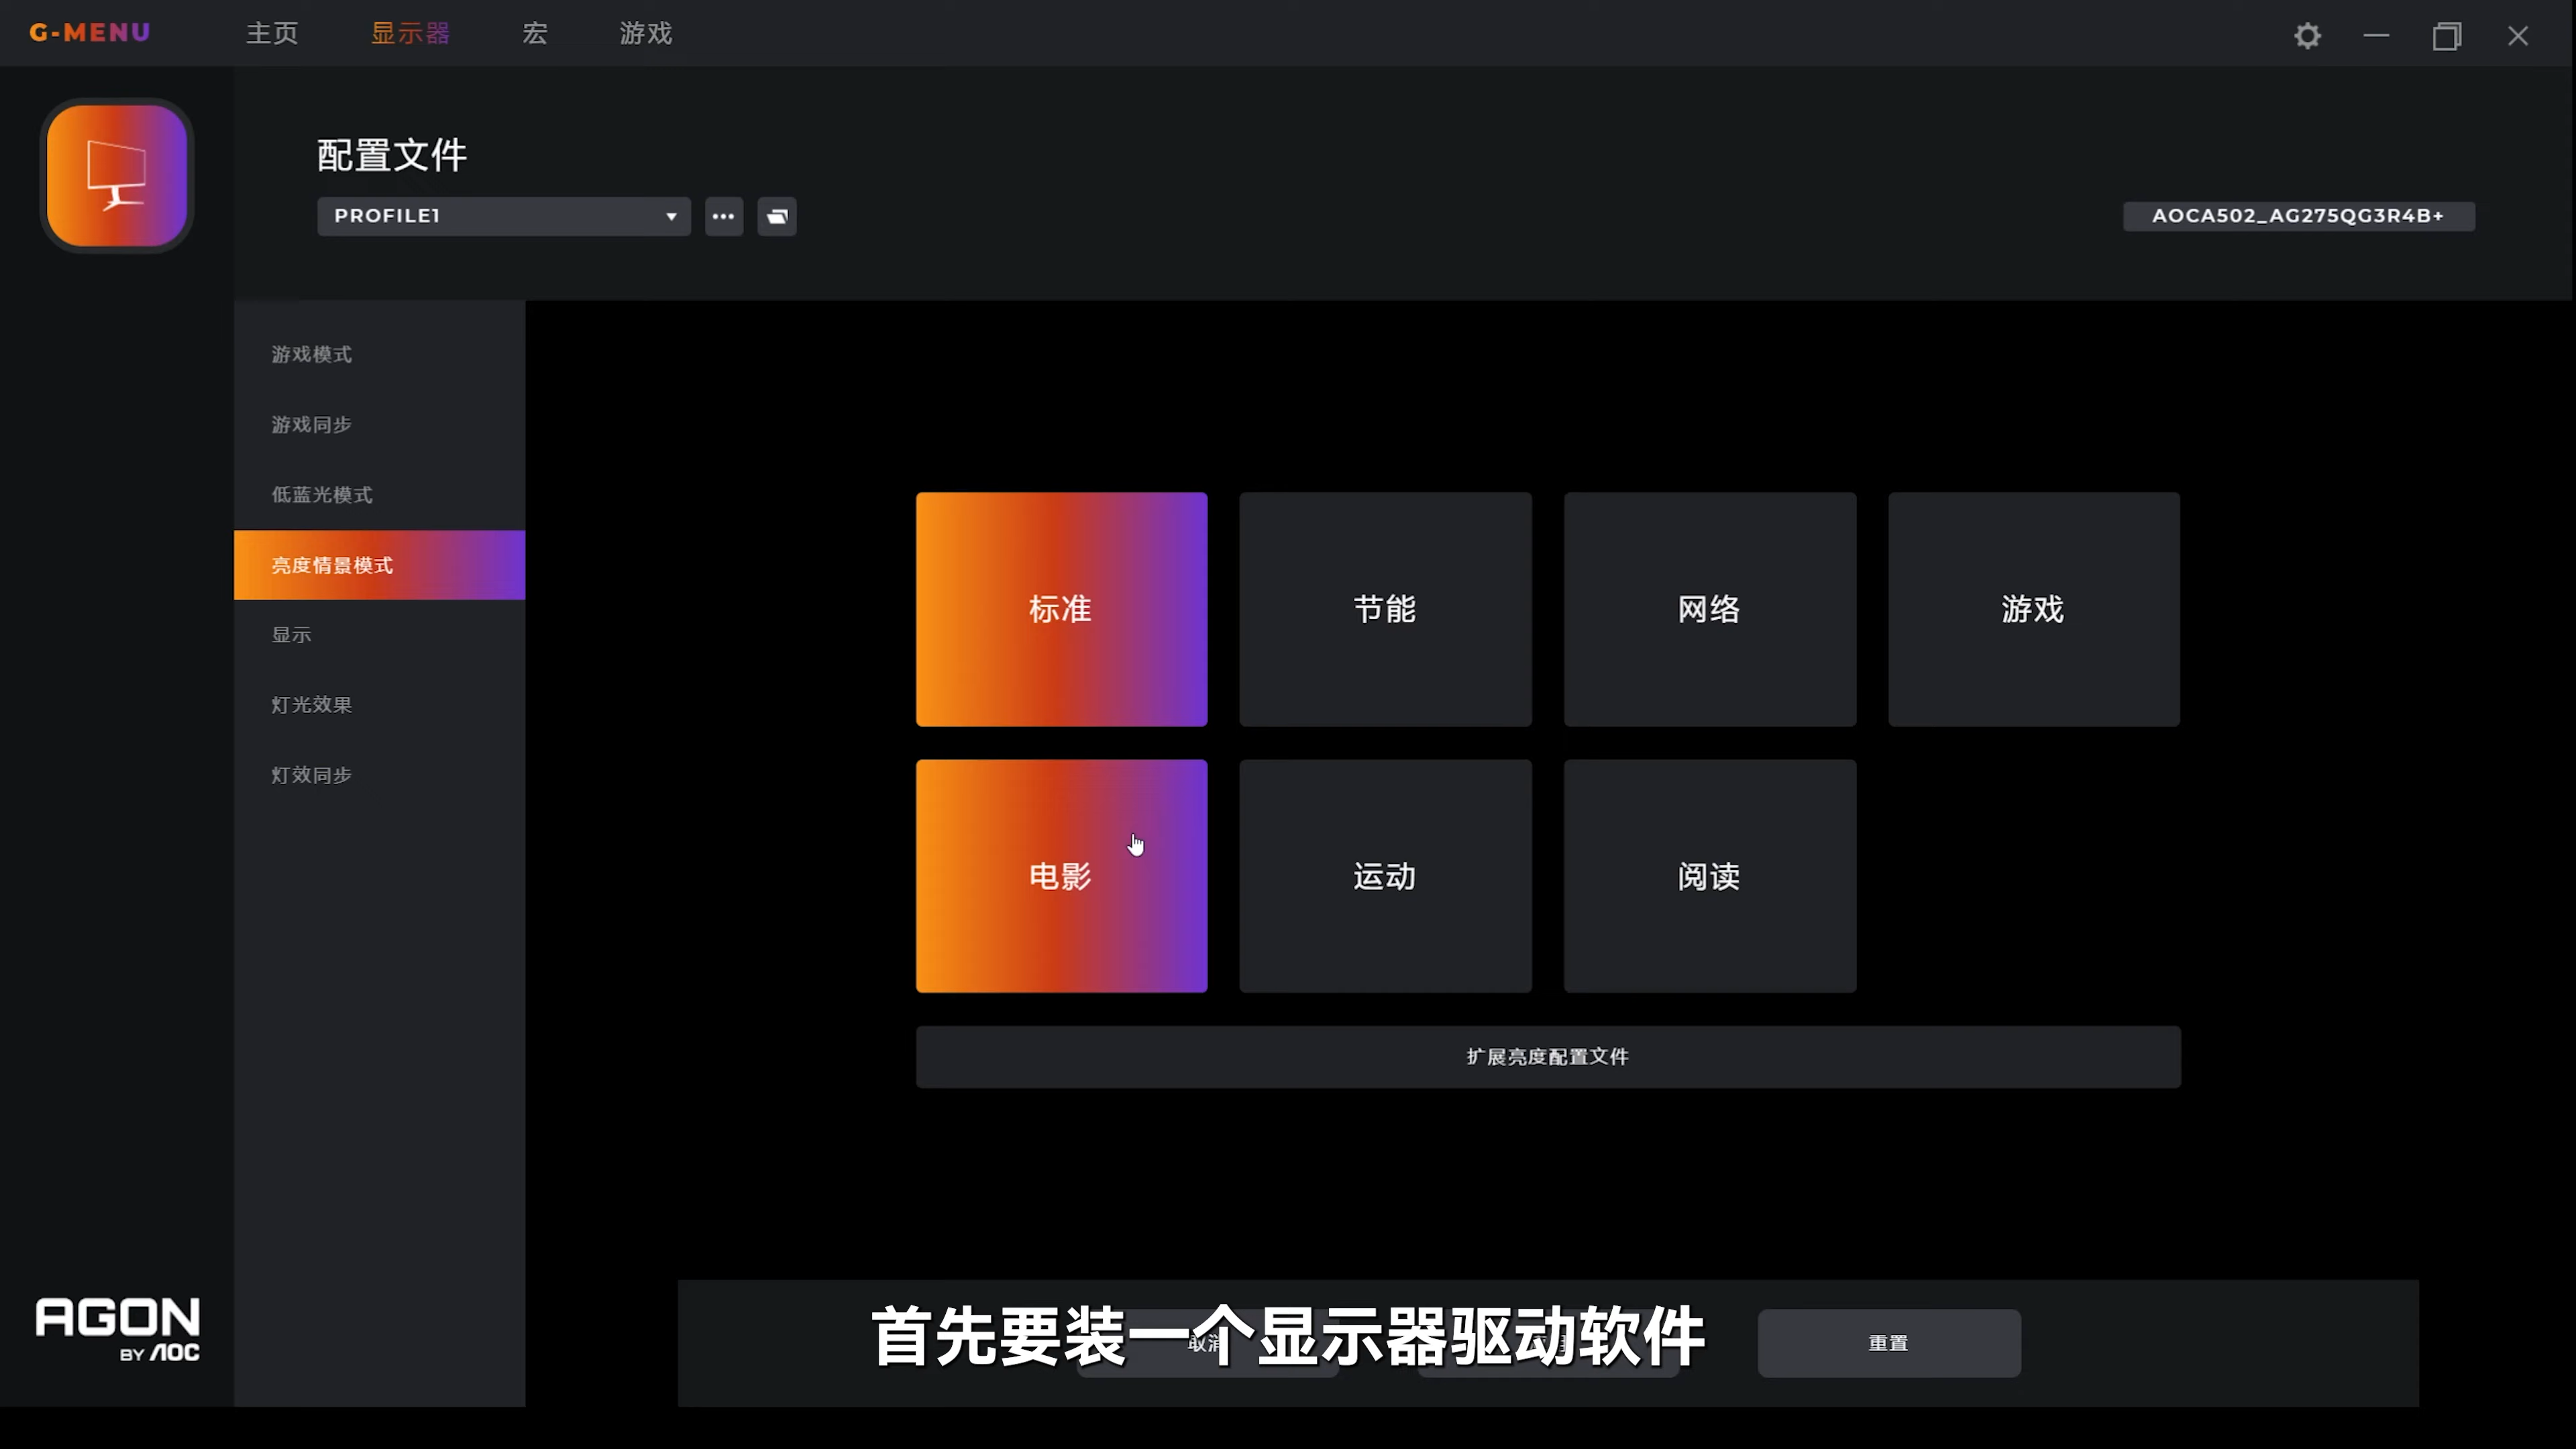 G-MENU
主页
显示器
宏
游戏
配置文件
PROFILE1
AOCA502_AG275QG3R4B+
游戏模式
游戏同步
低蓝光模式
亮度情景模式
显示
灯光效果
灯效同步
标准
节能
网络
游戏
电影
运动
阅读
扩展亮度配置文件
取消
重置
首先要装一个显示器驱动软件
AGON
BY AOC